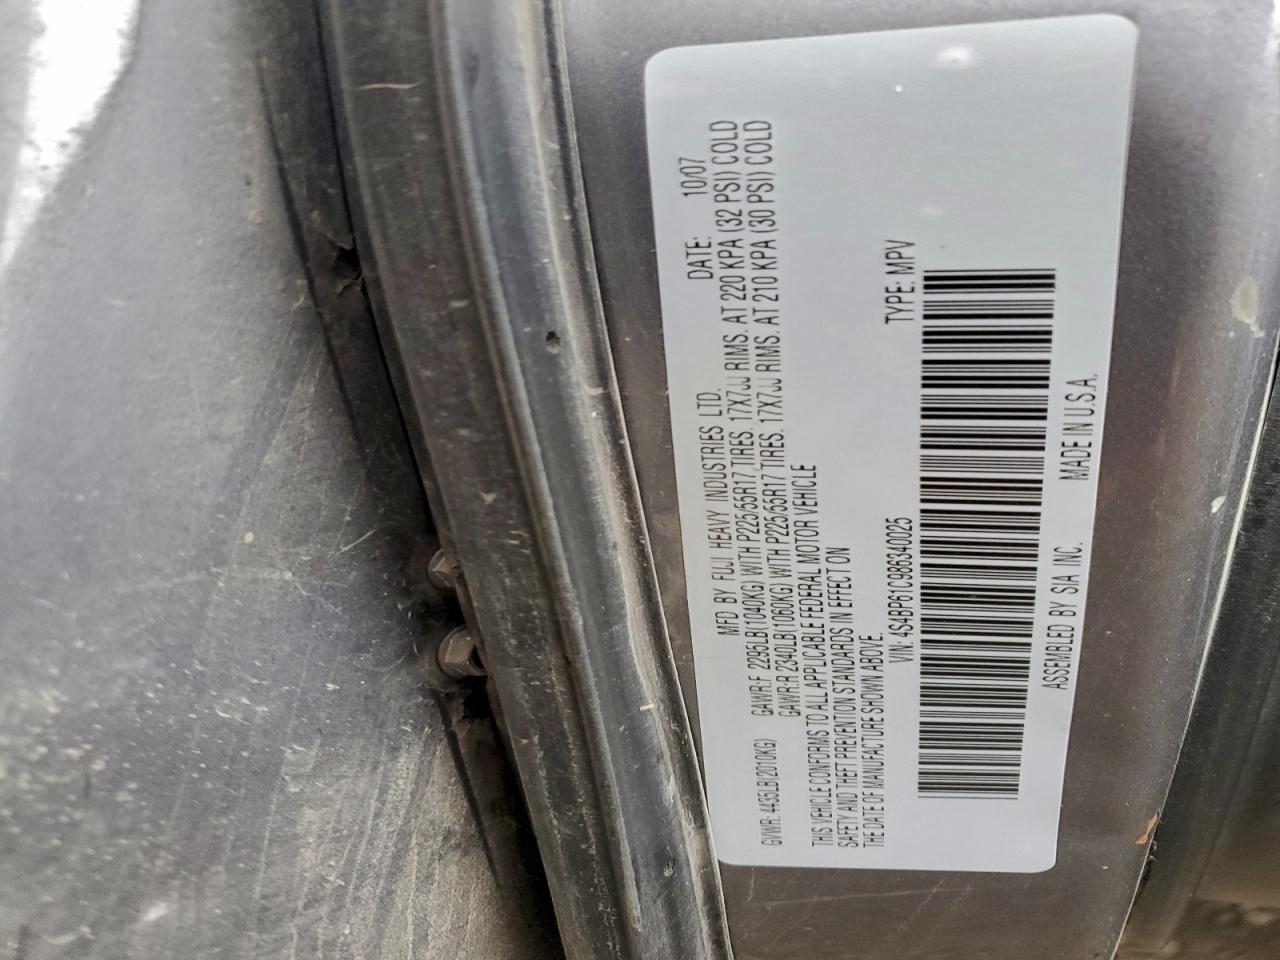 MFD BY FUJI HEAVY INDUSTRIES LTD. DATE: 10/07
GVWR: 4435LB(2010KG) GAWR:F 2295LB(1040KG) WITH P225/55R17 TIRES. 17X7JJ RIMS. AT 220 KPA (32 PSI) COLD
GAWR:R 2340LB(1060KG) WITH P225/55R17 TIRES. 17X7JJ RIMS. AT 210 KPA (30 PSI) COLD
THIS VEHICLE CONFORMS TO ALL APPLICABLE FEDERAL MOTOR VEHICLE
SAFETY AND THEFT PREVENTION STANDARDS IN EFFECT ON
THE DATE OF MANUFACTURE SHOWN ABOVE.
VIN: 4S4BP61C986340025 TYPE: MPV
ASSEMBLED BY SIA INC. MADE IN U.S.A.